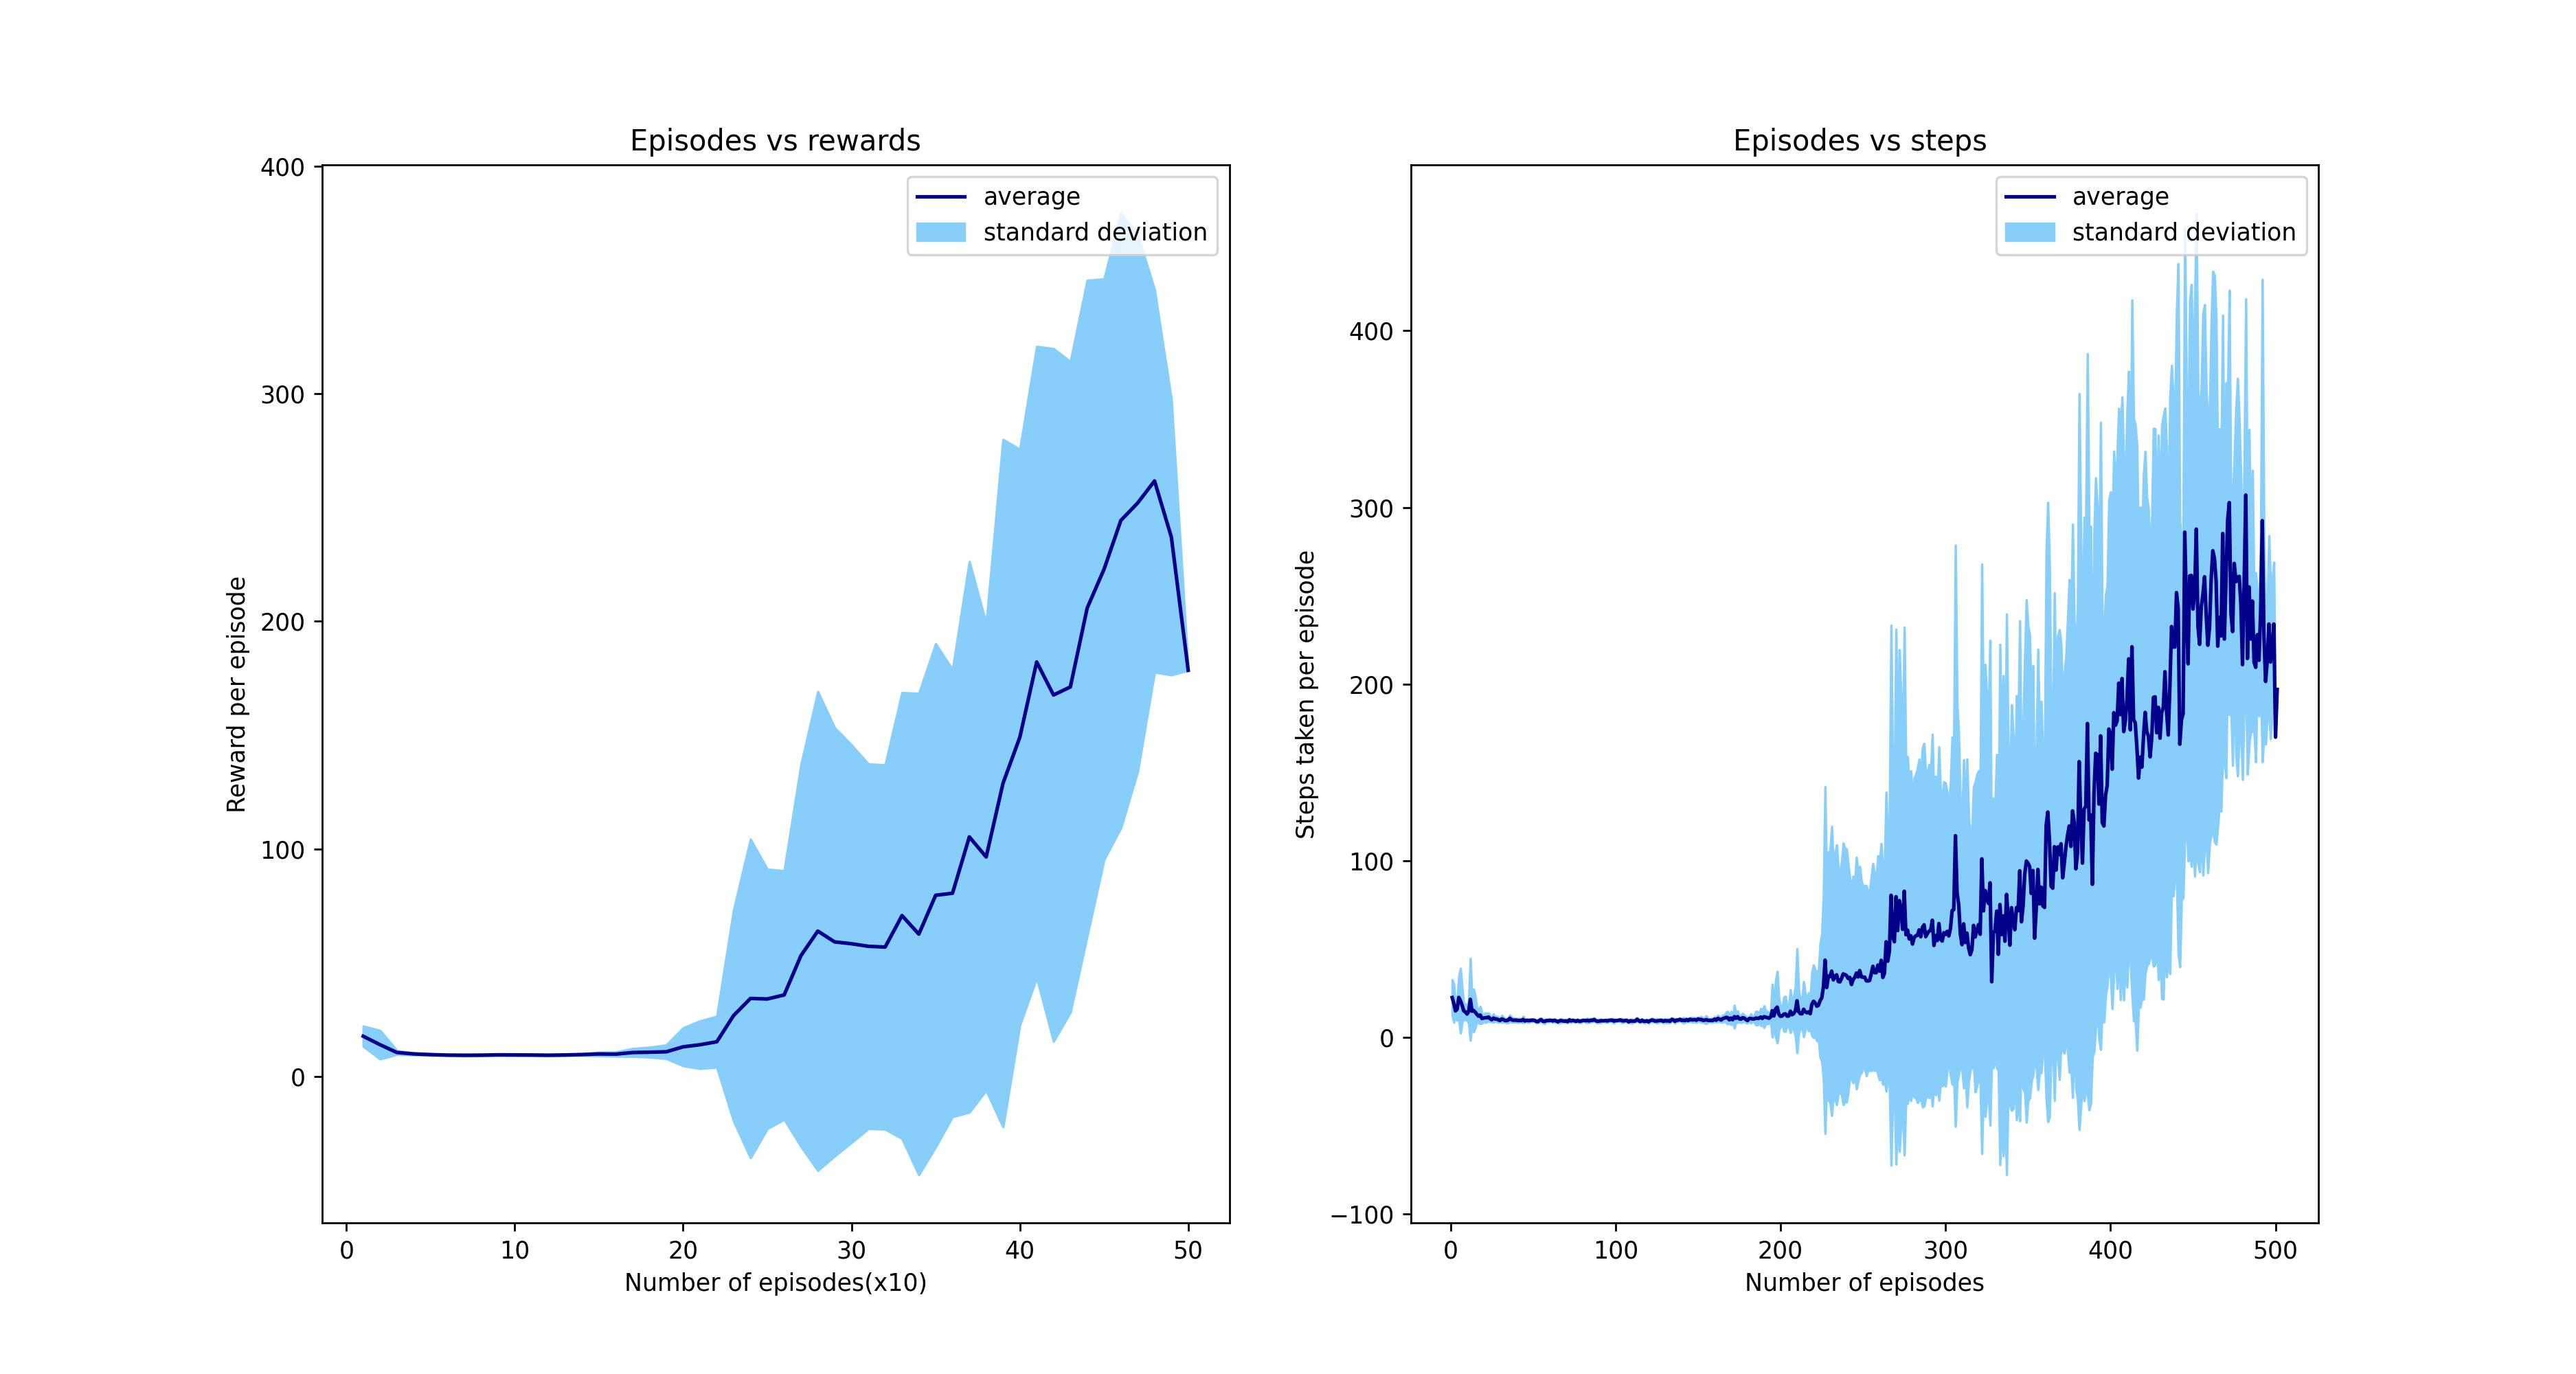 Episodes vs rewards
400
300
200
100
0
Reward per episode
average
standard deviation
0 10 20 30 40 50
Number of episodes(x10)
Episodes vs steps
400
300
200
100
0
−100
Steps taken per episode
average
standard deviation
0 100 200 300 400 500
Number of episodes